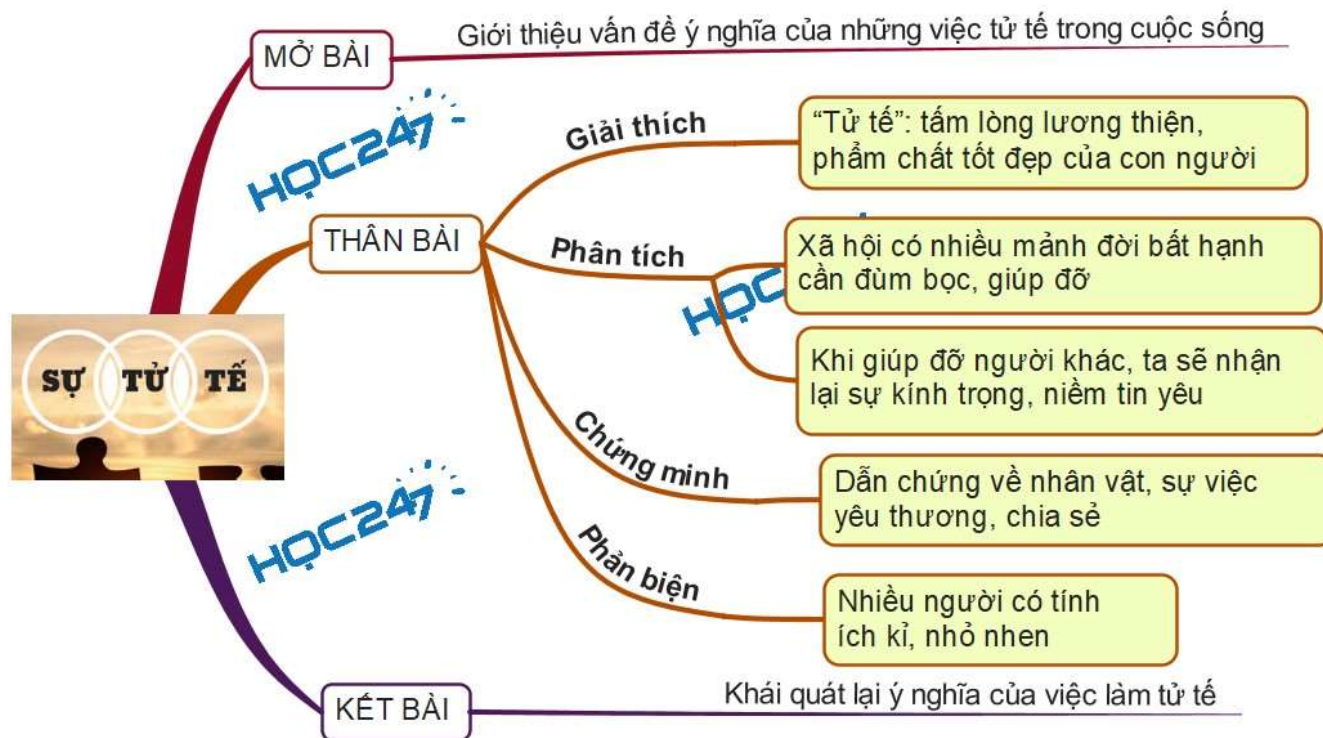 Giới thiệu vấn đề ý nghĩa của những việc tử tế trong cuộc sống
MỞ BÀI
HỌC247
Giải thích
“Tử tế”: tấm lòng lương thiện,
phẩm chất tốt đẹp của con người
THÂN BÀI
Phân tích
Xã hội có nhiều mảnh đời bất hạnh
cần đùm bọc, giúp đỡ
HỌC
Khi giúp đỡ người khác, ta sẽ nhận
lại sự kính trọng, niềm tin yêu
SỰ TỬ TẾ
Chứng minh
Dẫn chứng về nhân vật, sự việc
yêu thương, chia sẻ
HỌC247
Phản biện
Nhiều người có tính
ích kỉ, nhỏ nhen
KẾT BÀI
Khái quát lại ý nghĩa của việc làm tử tế